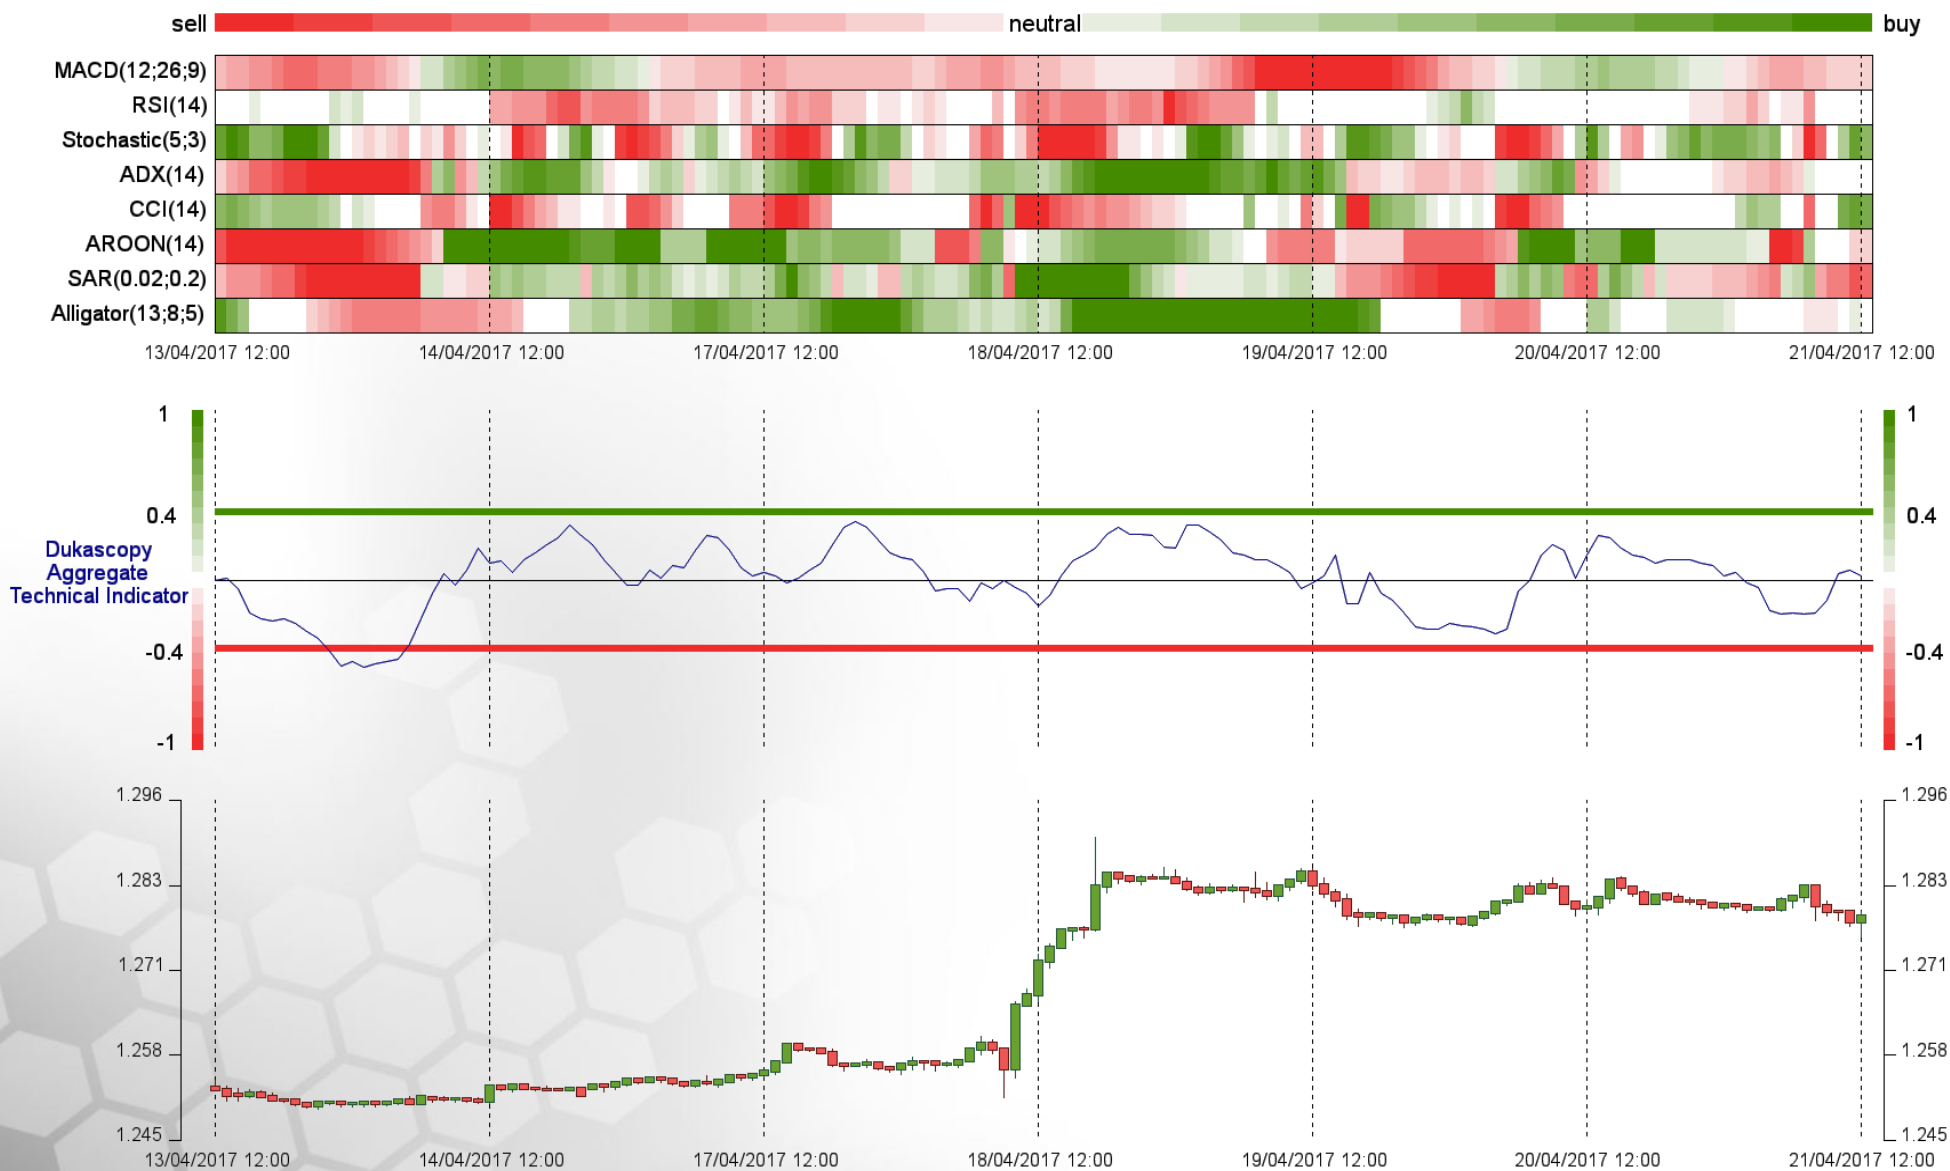 sell neutral buy
MACD(12;26;9)
RSI(14)
Stochastic(5;3)
ADX(14)
CCI(14)
AROON(14)
SAR(0.02;0.2)
Alligator(13;8;5)
13/04/2017 12:00 14/04/2017 12:00 17/04/2017 12:00 18/04/2017 12:00 19/04/2017 12:00 20/04/2017 12:00 21/04/2017 12:00
1 1
0.4 0.4
Dukascopy
Aggregate
Technical Indicator
-0.4 -0.4
-1 -1
1.296 1.296
1.283 1.283
1.271 1.271
1.258 1.258
1.245 1.245
13/04/2017 12:00 14/04/2017 12:00 17/04/2017 12:00 18/04/2017 12:00 19/04/2017 12:00 20/04/2017 12:00 21/04/2017 12:00